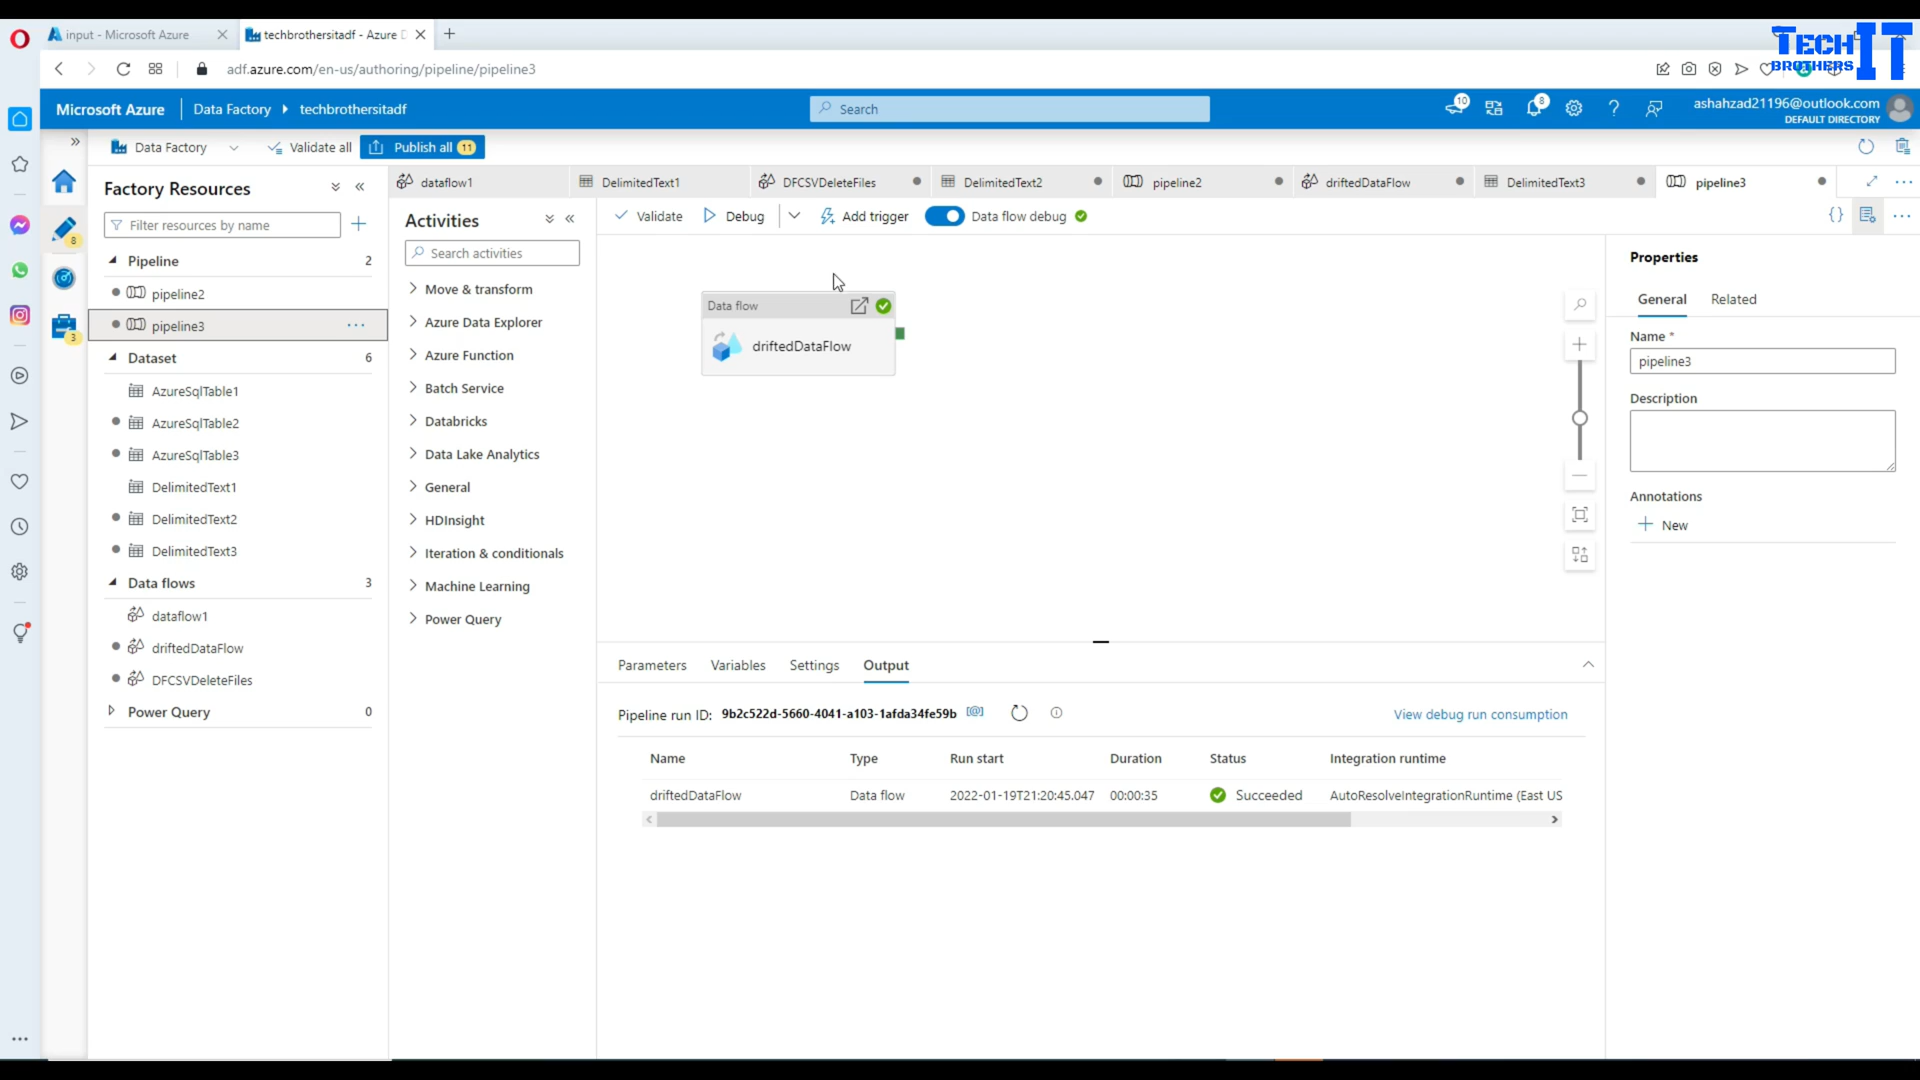 input - Microsoft Azure
techbrothersitadf - Azure D
TECH IT
BROTHERS
adf.azure.com/en-us/authoring/pipeline/pipeline3
Microsoft Azure
Data Factory
techbrothersitadf
Search
10
8
ashahzad21196@outlook.com
DEFAULT DIRECTORY
Data Factory
Validate all
Publish all 11
Factory Resources
Filter resources by name
8
3
Pipeline 2
pipeline2
pipeline3
Dataset 6
AzureSqlTable1
AzureSqlTable2
AzureSqlTable3
DelimitedText1
DelimitedText2
DelimitedText3
Data flows 3
dataflow1
driftedDataFlow
DFCSVDeleteFiles
Power Query 0
dataflow1
DelimitedText1
DFCSVDeleteFiles
DelimitedText2
pipeline2
driftedDataFlow
DelimitedText3
pipeline3
Activities
Search activities
Move & transform
Azure Data Explorer
Azure Function
Batch Service
Databricks
Data Lake Analytics
General
HDInsight
Iteration & conditionals
Machine Learning
Power Query
Validate
Debug
Add trigger
Data flow debug
Data flow
driftedDataFlow
Parameters
Variables
Settings
Output
Pipeline run ID: 9b2c522d-5660-4041-a103-1afda34fe59b
View debug run consumption
Name Type Run start Duration Status Integration runtime
driftedDataFlow Data flow 2022-01-19T21:20:45.047 00:00:35 Succeeded AutoResolveIntegrationRuntime (East US
Properties
General
Related
Name *
pipeline3
Description
Annotations
New